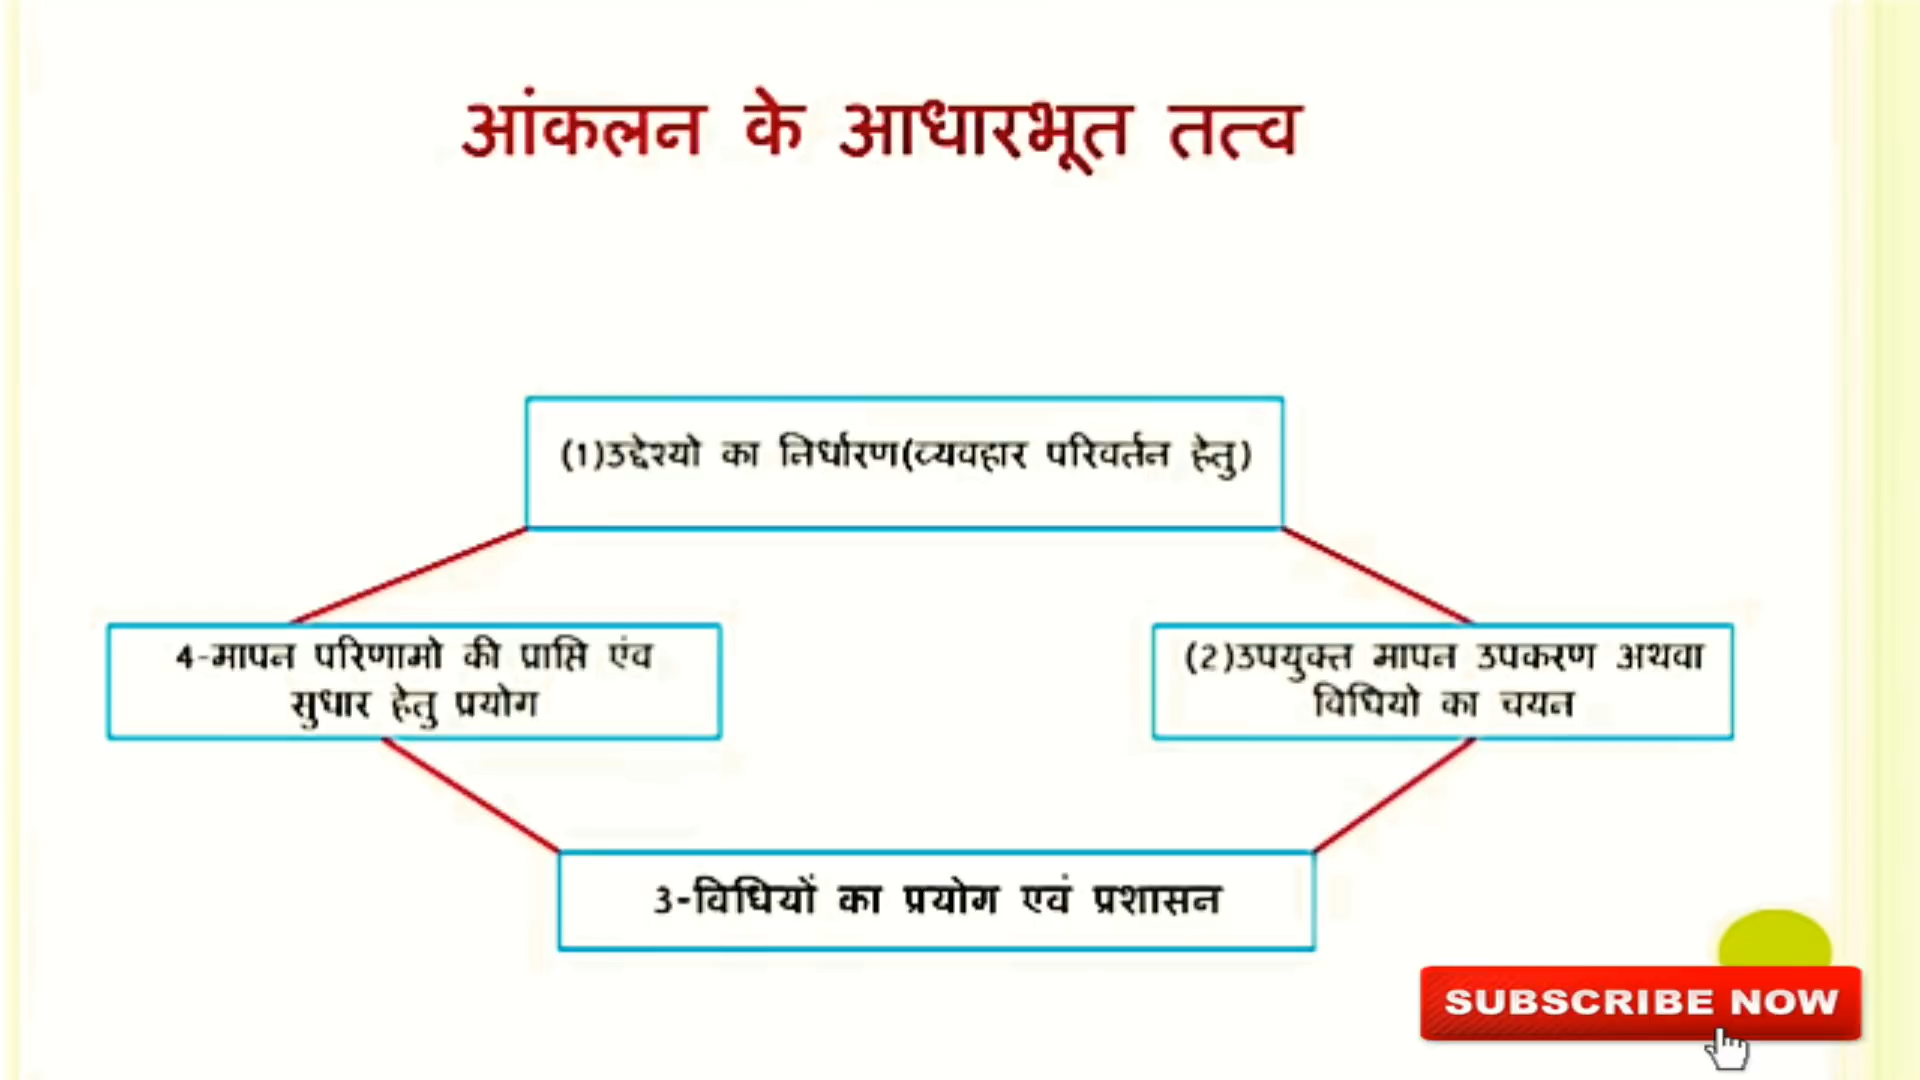 आंकलन के आधारभूत तत्व
(1)उद्देश्यो का निर्धारण(व्यवहार परिवर्तन हेतु)
4-मापन परिणामो की प्राप्ति एंव
सुधार हेतु प्रयोग
(2)उपयुक्त मापन उपकरण अथवा
विधियो का चयन
3-विधियों का प्रयोग एवं प्रशासन
SUBSCRIBE NOW